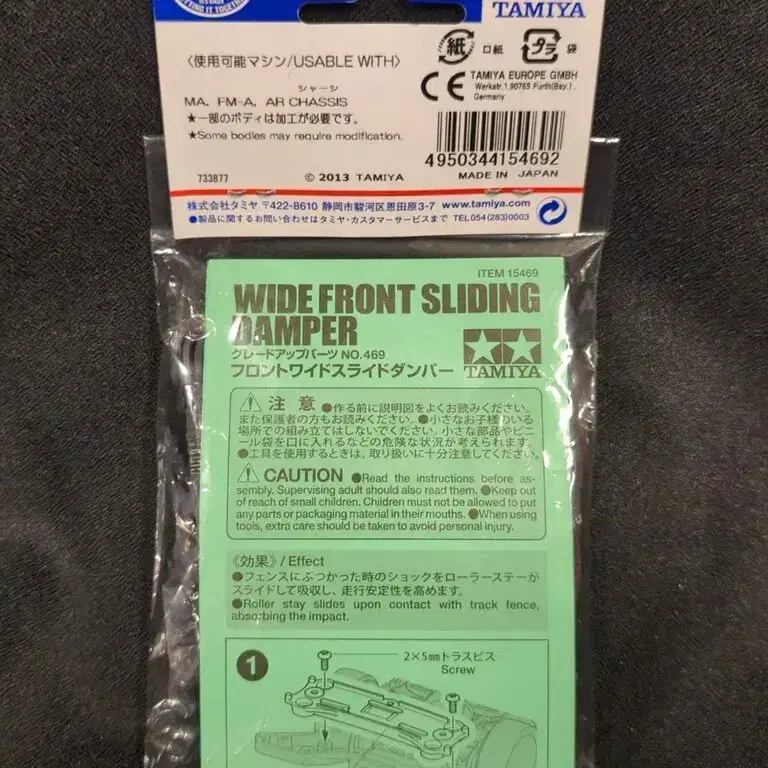 ITS EASY
PUTTING IT TOGETHER
TAMIYA
〈使用可能マシン/USABLE WITH〉
シャーシ
MA, FM-A, AR CHASSIS
★一部のボディは加工が必要です。
★Some bodies may require modification.
733877
© 2013 TAMIYA
紙 口紙 プラ 袋
CE TAMIYA EUROPE GMBH
Werkstr.1,90765 Fürth(Bay.),
Germany
4950344154692
MADE IN JAPAN
株式会社タミヤ 〒422-8610 静岡市駿河区恩田原3-7 www.tamiya.com
●製品に関するお問い合わせはタミヤ・カスタマーサービスまで TEL054(283)0003
ITEM 15469
WIDE FRONT SLIDING
DAMPER
グレードアップパーツ NO.469
フロントワイドスライドダンパー
TAMIYA
注意 ●作る前に説明図をよくお読みください。
また保護者の方もお読みください。●小さなお子様のいる
場所での組み立てはしないでください。小さな部品やビニ
ール袋を口に入れるなどの危険な状況が考えられます。
●工具を使用するときは、取り扱いに十分注意してください。
CAUTION ●Read the instructions before as-
sembly. Supervising adult should also read them. ●Keep out
of reach of small children. Children must not be allowed to put
any parts or packaging material in their mouths. ●When using
tools, extra care should be taken to avoid personal injury.
《効果》/ Effect
●フェンスにぶつかった時のショックをローラーステーが
スライドして吸収し、走行安定性を高めます。
●Roller stay slides upon contact with track fence,
absorbing the impact.
1
2×5㎜トラスビス
Screw